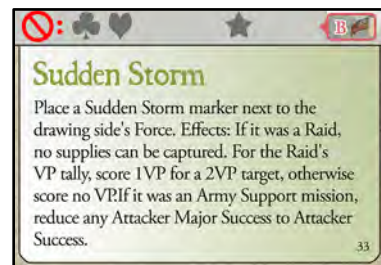 : B
Sudden Storm
Place a Sudden Storm marker next to the
drawing side's Force. Effects: If it was a Raid,
no supplies can be captured. For the Raid's
VP tally, score 1VP for a 2VP target, otherwise
score no VP.If it was an Army Support mission,
reduce any Attacker Major Success to Attacker
Success.
33